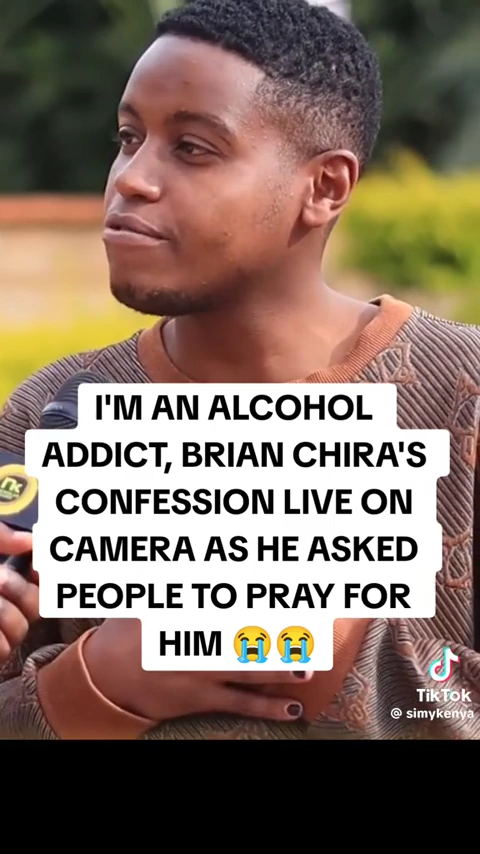 I'M AN ALCOHOL
ADDICT, BRIAN CHIRA'S
CONFESSION LIVE ON
CAMERA AS HE ASKED
PEOPLE TO PRAY FOR
HIM 😭😭
TikTok
@ simykenya